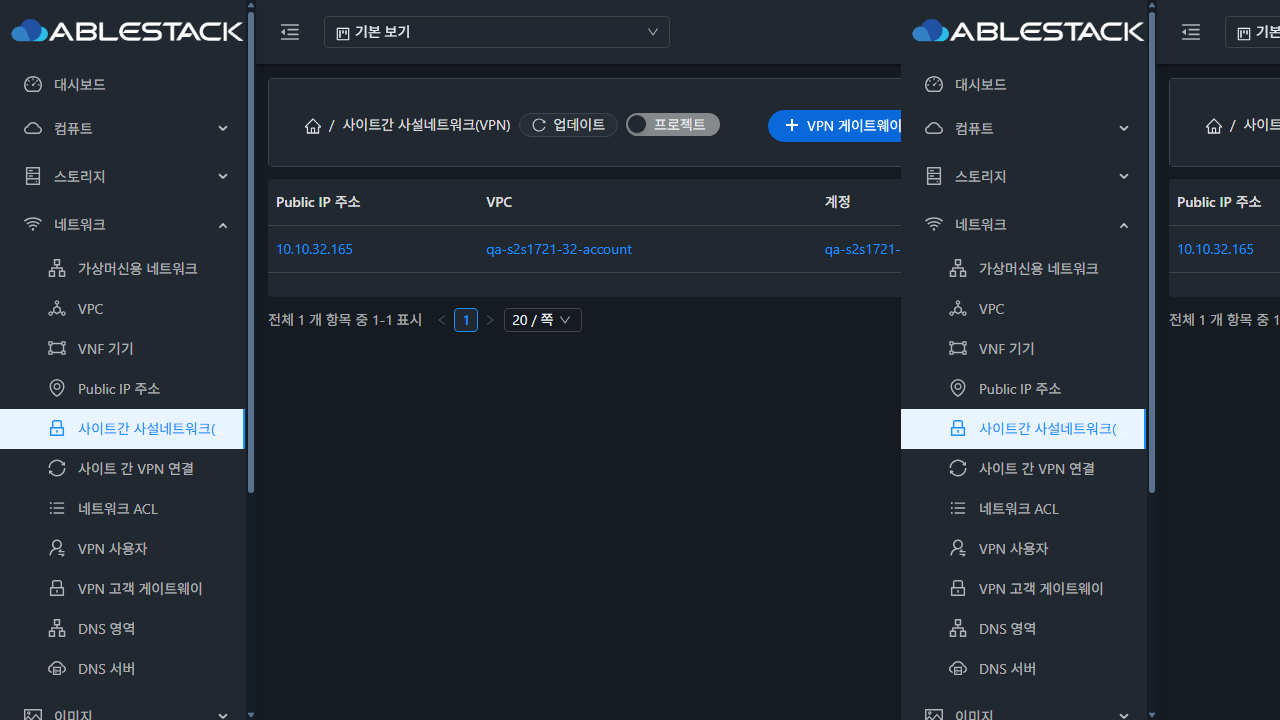 ABLESTACK
대시보드
컴퓨트
스토리지
네트워크
가상머신용 네트워크
VPC
VNF 기기
Public IP 주소
사이트간 사설네트워크(
사이트 간 VPN 연결
네트워크 ACL
VPN 사용자
VPN 고객 게이트웨이
DNS 영역
DNS 서버
이미지
기본 보기
/ 사이트간 사설네트워크(VPN) 업데이트 프로젝트
+ VPN 게이트웨이
Public IP 주소 VPC 계정
10.10.32.165 qa-s2s1721-32-account qa-s2s1721-
전체 1 개 항목 중 1-1 표시 < 1 > 20 / 쪽
ABLESTACK
대시보드
컴퓨트
스토리지
네트워크
가상머신용 네트워크
VPC
VNF 기기
Public IP 주소
사이트간 사설네트워크(
사이트 간 VPN 연결
네트워크 ACL
VPN 사용자
VPN 고객 게이트웨이
DNS 영역
DNS 서버
이미지
기본
/ 사이트
Public IP 주소
10.10.32.165
전체 1 개 항목 중 1